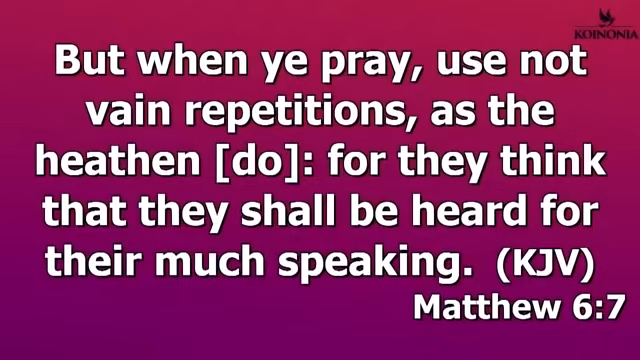 KOINONIA
But when ye pray, use not
vain repetitions, as the
heathen [do]: for they think
that they shall be heard for
their much speaking. (KJV)
Matthew 6:7